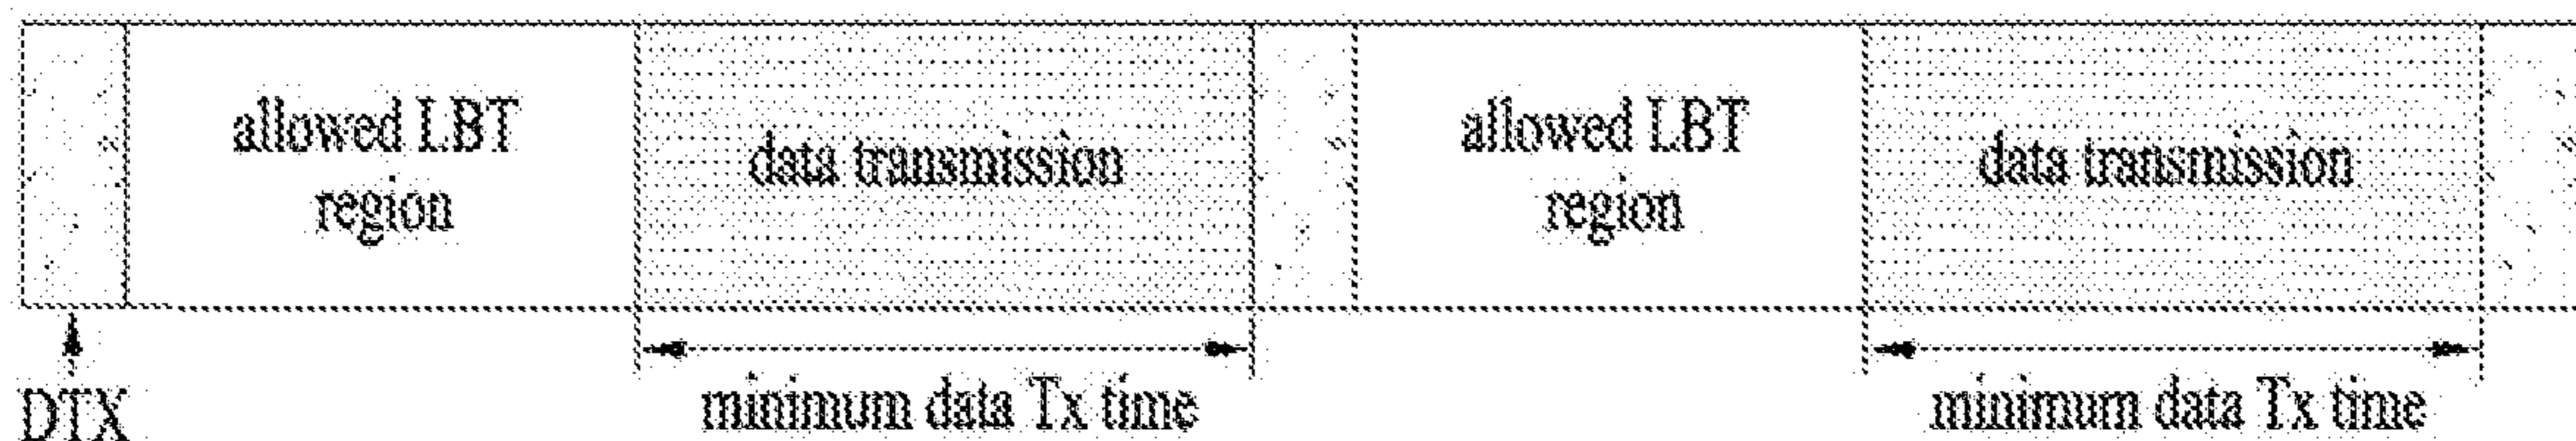 allowed LBT
region
data transmission
allowed LBT
region
data transmission
DTX
minimum data Tx time
minimum data Tx time